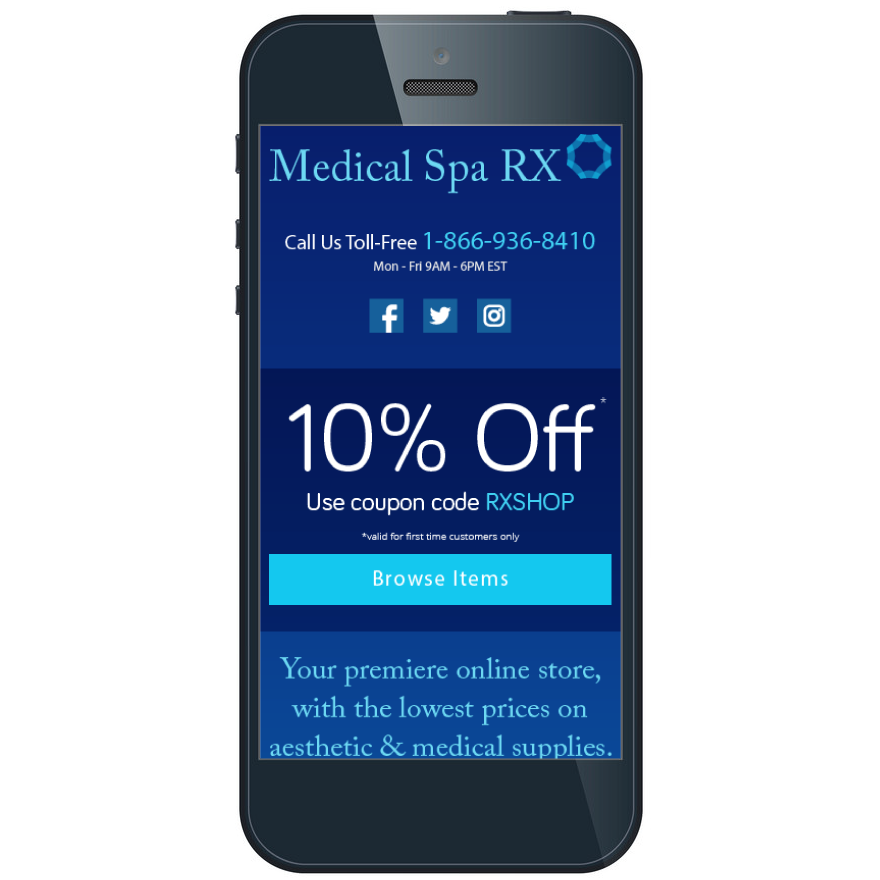 Medical Spa RX
Call Us Toll-Free 1-866-936-8410
Mon - Fri 9AM - 6PM EST
10% Off*
Use coupon code RXSHOP
*valid for first time customers only
Browse Items
Your premiere online store,
with the lowest prices on
aesthetic & medical supplies.